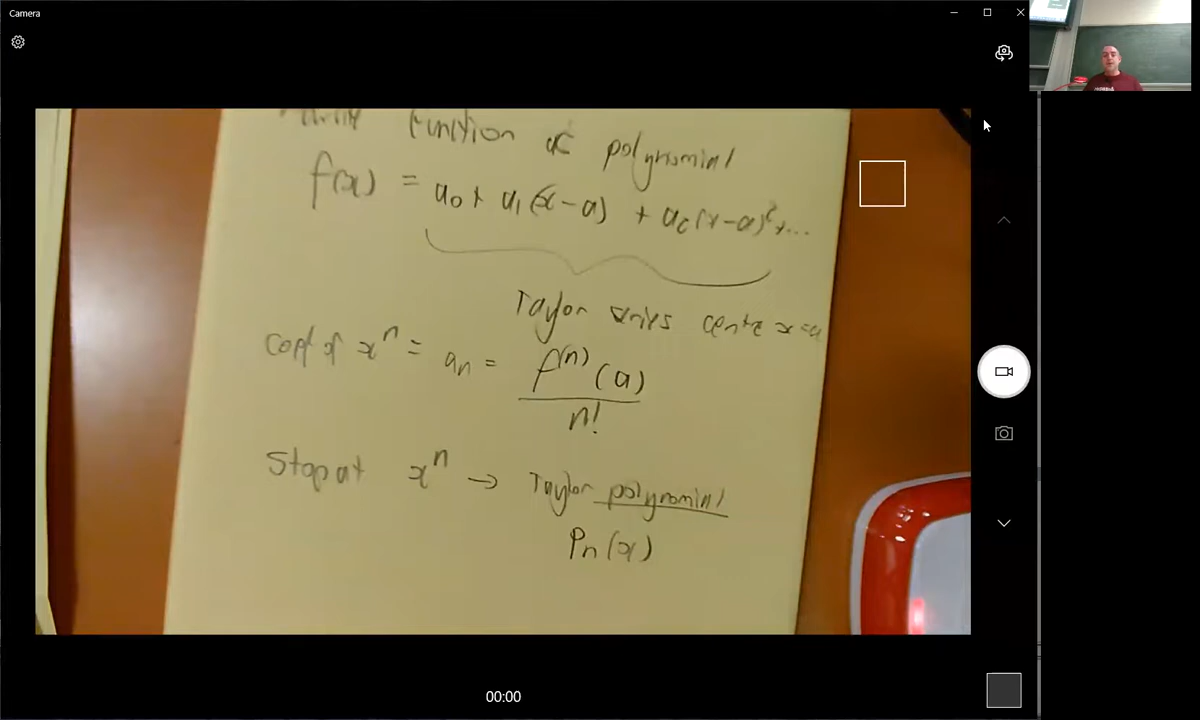 Camera
function as polynomial
f(x) = a₀ + a₁(x-a) + a₂(x-a)² + ...
Taylor series centre x=a
coef of xⁿ = aₙ = f⁽ⁿ⁾(a) / n!
Stop at xⁿ → Taylor polynomial
Pₙ(x)
00:00